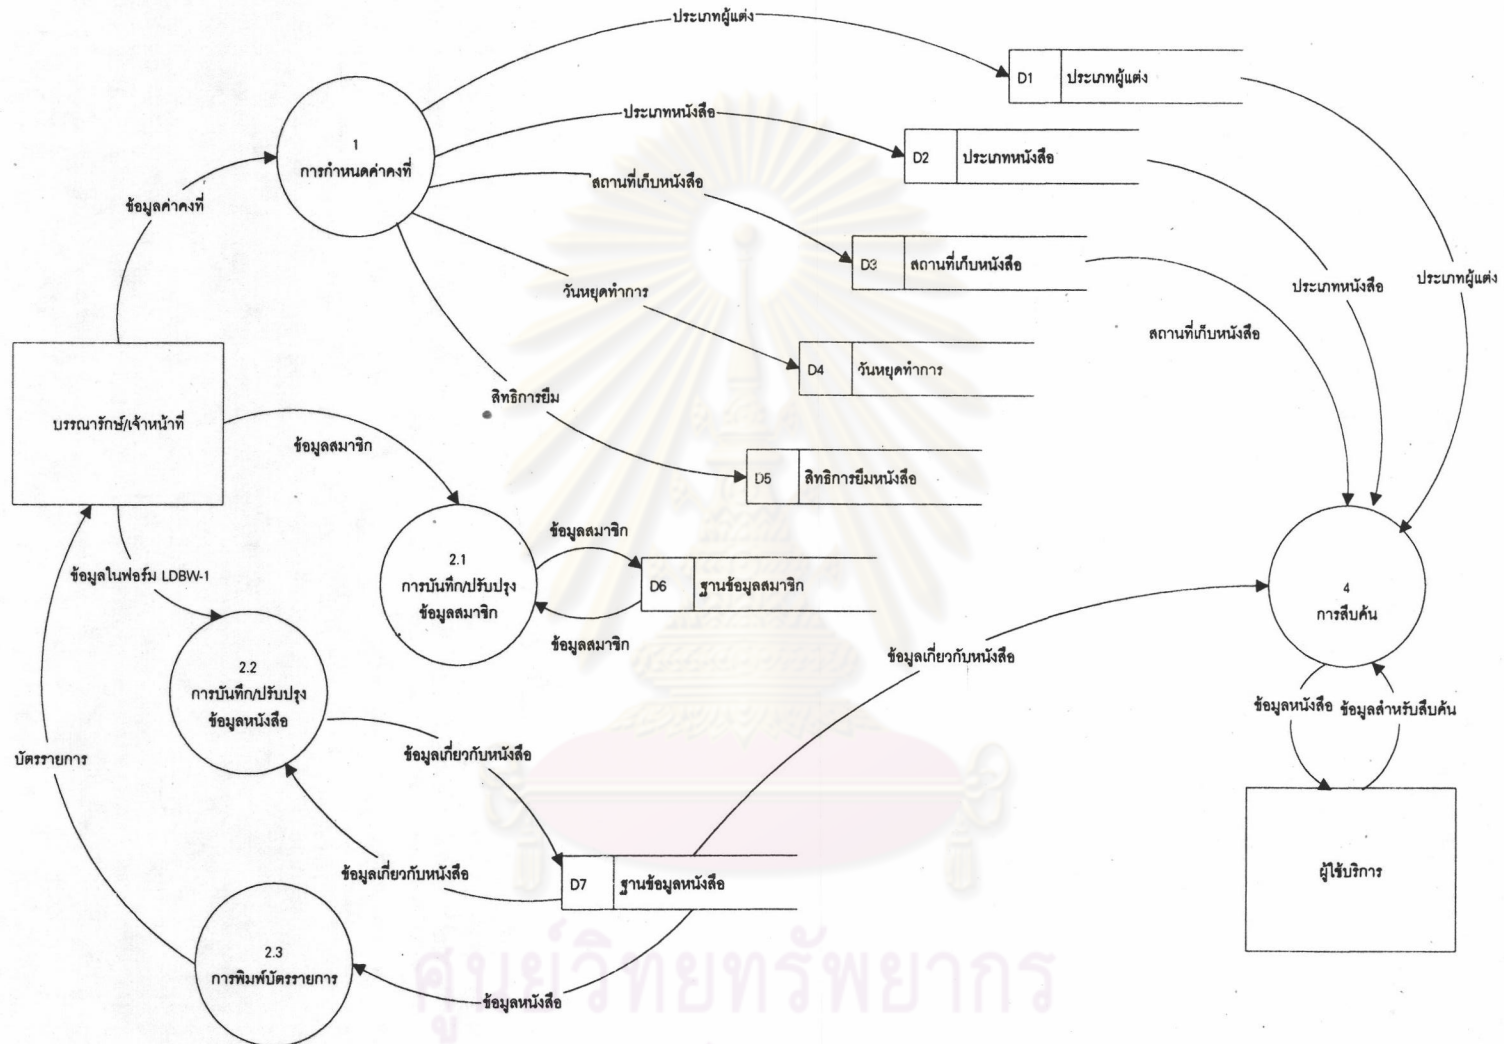 ประเภทผู้แต่ง
D1 ประเภทผู้แต่ง
ประเภทหนังสือ
1
การกำหนดค่าคงที่
D2 ประเภทหนังสือ
สถานที่เก็บหนังสือ
ข้อมูลค่าคงที่
D3 สถานที่เก็บหนังสือ
ประเภทผู้แต่ง
ประเภทหนังสือ
วันหยุดทำการ
สถานที่เก็บหนังสือ
D4 วันหยุดทำการ
สิทธิการยืม
บรรณารักษ์/เจ้าหน้าที่
ข้อมูลสมาชิก
D5 สิทธิการยืมหนังสือ
ข้อมูลสมาชิก
2.1
การบันทึก/ปรับปรุง
ข้อมูลสมาชิก
ข้อมูลในฟอร์ม LDBW-1
D6 ฐานข้อมูลสมาชิก
4
การสืบค้น
ข้อมูลสมาชิก
ข้อมูลเกี่ยวกับหนังสือ
2.2
การบันทึก/ปรับปรุง
ข้อมูลหนังสือ
ข้อมูลหนังสือ
ข้อมูลสำหรับสืบค้น
ข้อมูลเกี่ยวกับหนังสือ
บัตรรายการ
ข้อมูลเกี่ยวกับหนังสือ
D7 ฐานข้อมูลหนังสือ
ผู้ใช้บริการ
2.3
การพิมพ์บัตรรายการ
ข้อมูลหนังสือ
ศูนย์วิทยทรัพยากร